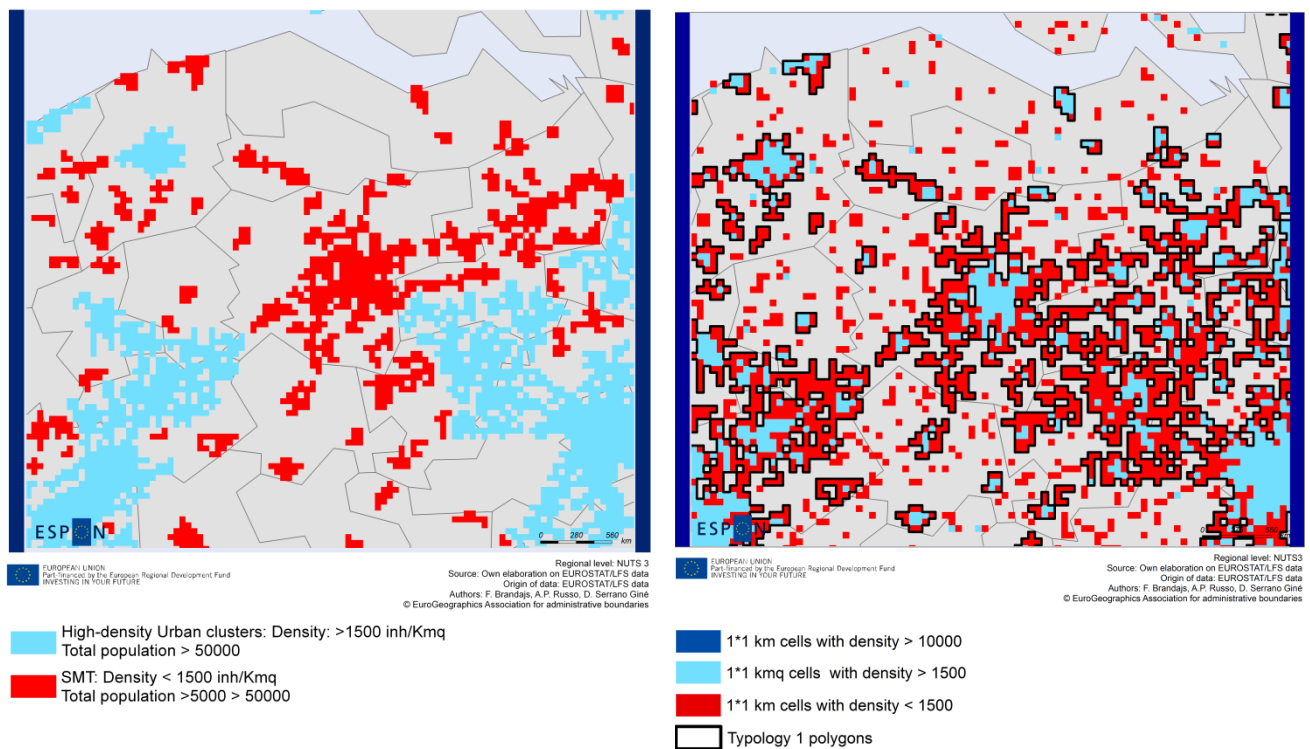 ESPON
0 280 560
km
EUROPEAN UNION
Part-financed by the European Regional Development Fund
INVESTING IN YOUR FUTURE
Regional level: NUTS 3
Source: Own elaboration on EUROSTAT/LFS data
Origin of data: EUROSTAT/LFS data
Authors: F. Brandajs, A.P. Russo, D. Serrano Giné
© EuroGeographics Association for administrative boundaries
High-density Urban clusters: Density: >1500 inh/Kmq
Total population > 50000
SMT: Density < 1500 inh/Kmq
Total population >5000 > 50000
ESPON
560
km
EUROPEAN UNION
Part-financed by the European Regional Development Fund
INVESTING IN YOUR FUTURE
Regional level: NUTS3
Source: Own elaboration on EUROSTAT/LFS data
Origin of data: EUROSTAT/LFS data
Authors: F. Brandajs, A.P. Russo, D. Serrano Giné
© EuroGeographics Association for administrative boundaries
1*1 km cells with density > 10000
1*1 kmq cells with density > 1500
1*1 km cells with density < 1500
Typology 1 polygons